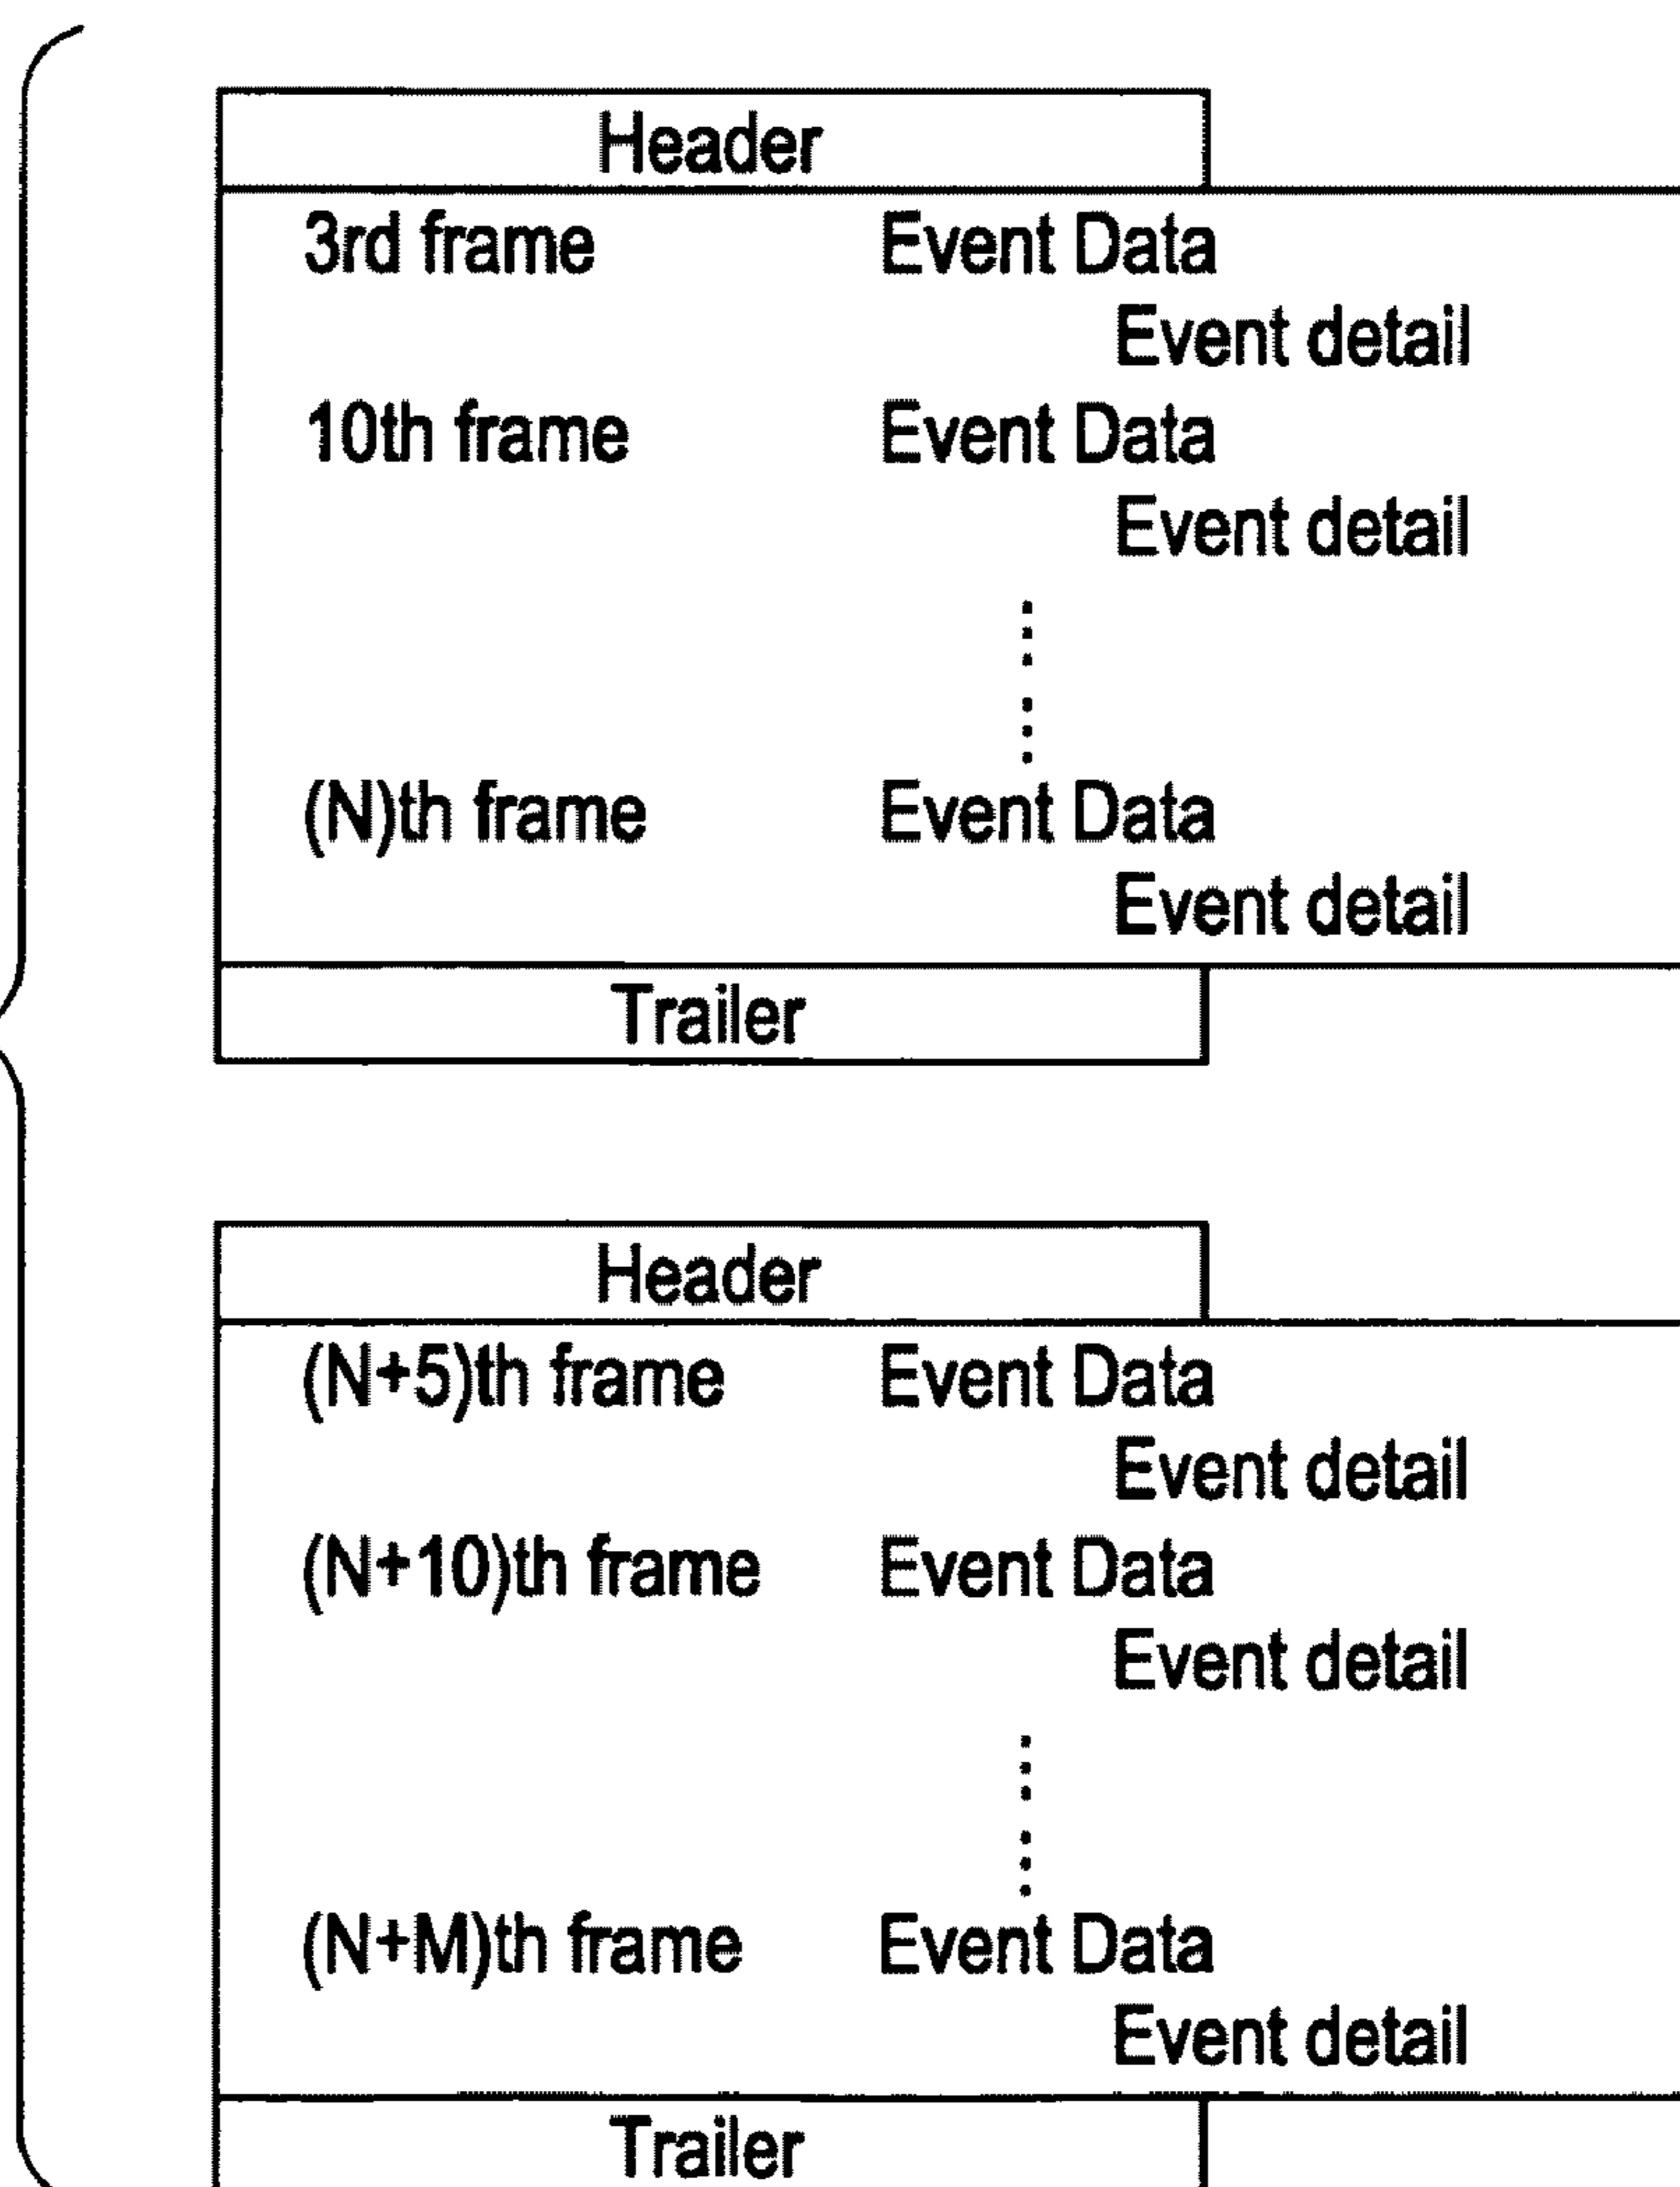 Header
3rd frame Event Data
Event detail
10th frame Event Data
Event detail
(N)th frame Event Data
Event detail
Trailer
Header
(N+5)th frame Event Data
Event detail
(N+10)th frame Event Data
Event detail
(N+M)th frame Event Data
Event detail
Trailer